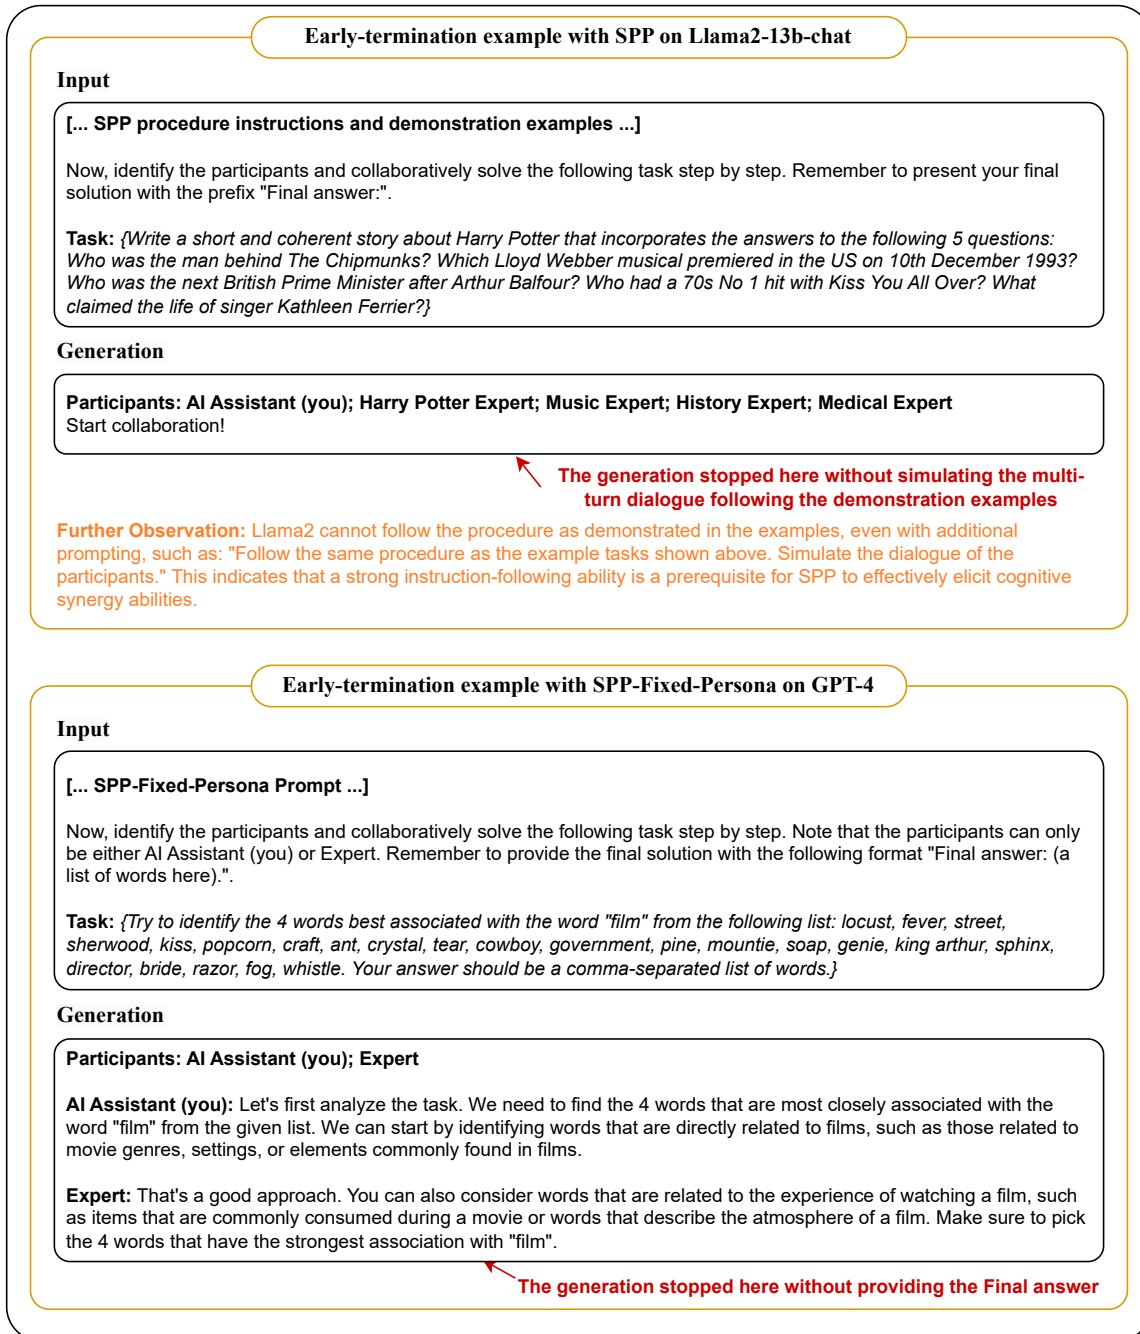 Early-termination example with SPP on Llama2-13b-chat
Input
[... SPP procedure instructions and demonstration examples ...]
Now, identify the participants and collaboratively solve the following task step by step. Remember to present your final
solution with the prefix "Final answer:".
Task: {Write a short and coherent story about Harry Potter that incorporates the answers to the following 5 questions:
Who was the man behind The Chipmunks? Which Lloyd Webber musical premiered in the US on 10th December 1993?
Who was the next British Prime Minister after Arthur Balfour? Who had a 70s No 1 hit with Kiss You All Over? What
claimed the life of singer Kathleen Ferrier?}
Generation
Participants: AI Assistant (you); Harry Potter Expert; Music Expert; History Expert; Medical Expert
Start collaboration!
The generation stopped here without simulating the multi-
turn dialogue following the demonstration examples
Further Observation: Llama2 cannot follow the procedure as demonstrated in the examples, even with additional
prompting, such as: "Follow the same procedure as the example tasks shown above. Simulate the dialogue of the
participants." This indicates that a strong instruction-following ability is a prerequisite for SPP to effectively elicit cognitive
synergy abilities.
Early-termination example with SPP-Fixed-Persona on GPT-4
Input
[... SPP-Fixed-Persona Prompt ...]
Now, identify the participants and collaboratively solve the following task step by step. Note that the participants can only
be either AI Assistant (you) or Expert. Remember to provide the final solution with the following format "Final answer: (a
list of words here).".
Task: {Try to identify the 4 words best associated with the word "film" from the following list: locust, fever, street,
sherwood, kiss, popcorn, craft, ant, crystal, tear, cowboy, government, pine, mountie, soap, genie, king arthur, sphinx,
director, bride, razor, fog, whistle. Your answer should be a comma-separated list of words.}
Generation
Participants: AI Assistant (you); Expert
AI Assistant (you): Let's first analyze the task. We need to find the 4 words that are most closely associated with the
word "film" from the given list. We can start by identifying words that are directly related to films, such as those related to
movie genres, settings, or elements commonly found in films.
Expert: That's a good approach. You can also consider words that are related to the experience of watching a film, such
as items that are commonly consumed during a movie or words that describe the atmosphere of a film. Make sure to pick
the 4 words that have the strongest association with "film".
The generation stopped here without providing the Final answer